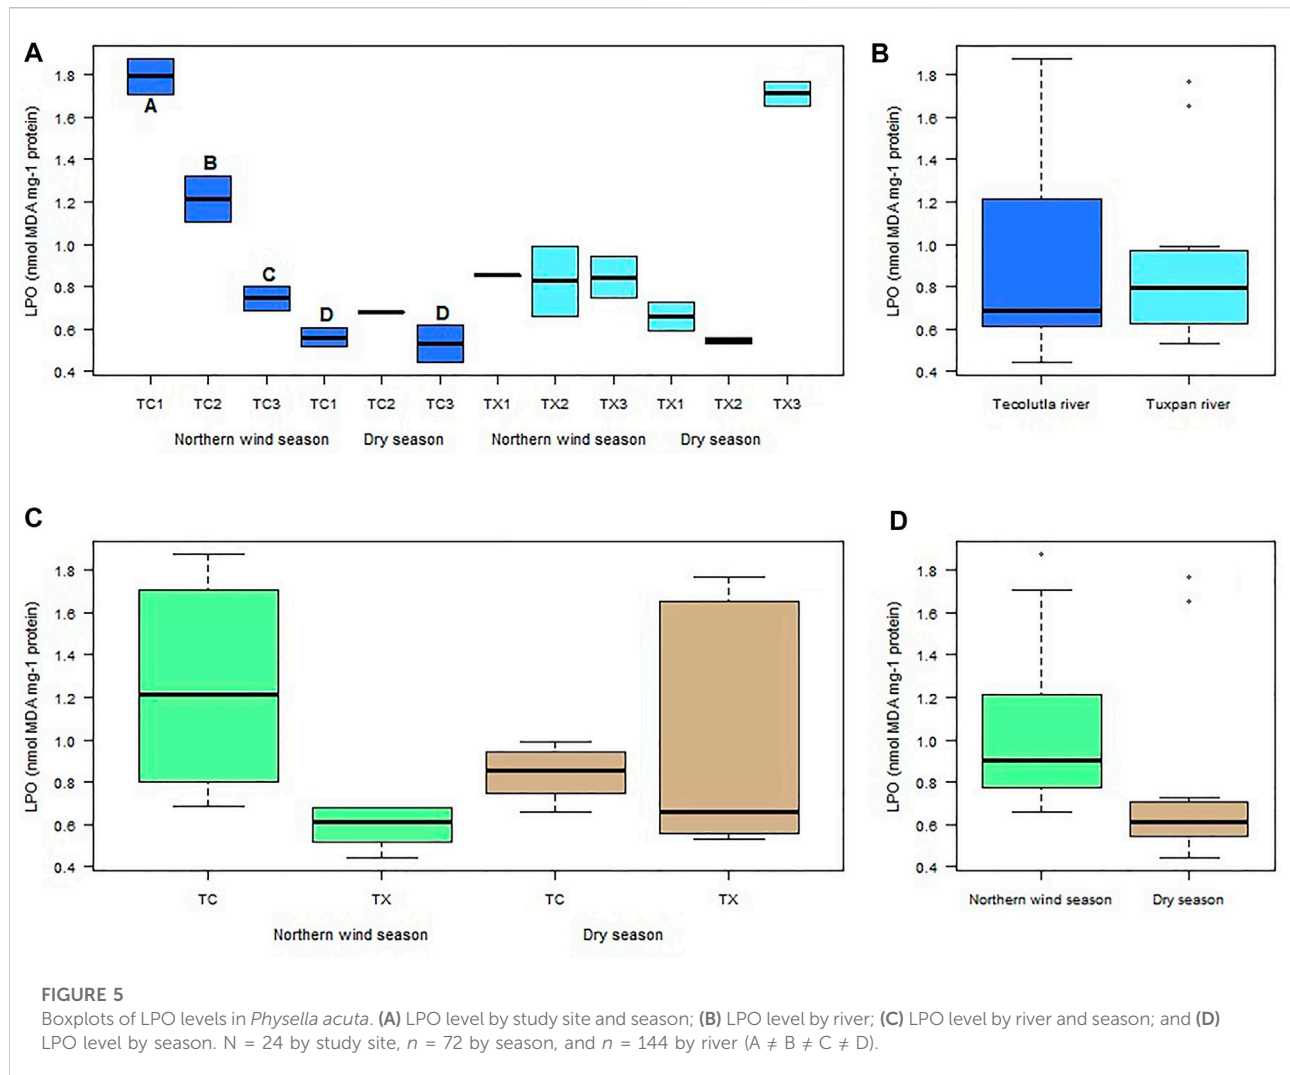 A
LPO (nmol MDA mg-1 protein)
1.8
1.6
1.4
1.2
1.0
0.8
0.6
0.4
A
B
C
D
D
TC1 TC2 TC3 TC1 TC2 TC3 TX1 TX2 TX3 TX1 TX2 TX3
Northern wind season Dry season Northern wind season Dry season
B
LPO (nmol MDA mg-1 protein)
1.8
1.6
1.4
1.2
1.0
0.8
0.6
0.4
Tecolutla river Tuxpan river
C
LPO (nmol MDA mg-1 protein)
1.8
1.6
1.4
1.2
1.0
0.8
0.6
0.4
TC TX TC TX
Northern wind season Dry season
D
LPO (nmol MDA mg-1 protein)
1.8
1.6
1.4
1.2
1.0
0.8
0.6
0.4
Northern wind season Dry season
FIGURE 5
Boxplots of LPO levels in Physella acuta. (A) LPO level by study site and season; (B) LPO level by river; (C) LPO level by river and season; and (D)
LPO level by season. N = 24 by study site, n = 72 by season, and n = 144 by river (A ≠ B ≠ C ≠ D).